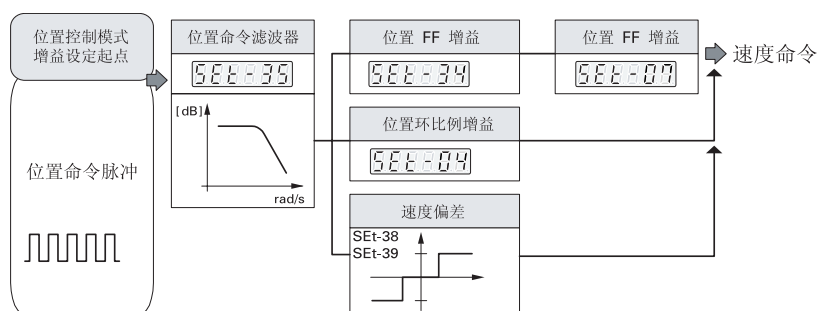 位置控制模式
增益设定起点
位置命令脉冲
位置命令滤波器
SEt-35
[dB]
rad/s
位置 FF 增益
SEt-34
位置环比例增益
SEt-04
速度偏差
SEt-38
SEt-39
位置 FF 增益
SEt-07
速度命令